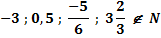 −3 ; 0,5 ; −5/6 ; 3 2/3 ∉ N